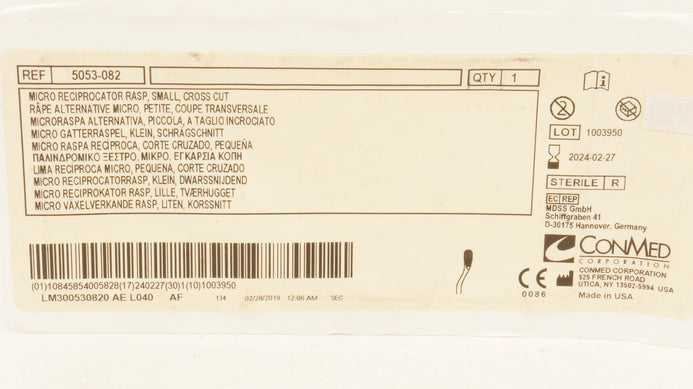 REF 5053-082 QTY 1
MICRO RECIPROCATOR RASP, SMALL, CROSS CUT
RÂPE ALTERNATIVE MICRO, PETITE, COUPE TRANSVERSALE
MICRORASPA ALTERNATIVA, PICCOLA, A TAGLIO INCROCIATO
MICRO GATTERRASPEL, KLEIN, SCHRÄGSCHNITT
MICRO RASPA RECÍPROCA, CORTE CRUZADO, PEQUEÑA
ΠΑΛΙΝΔΡΟΜΙΚΟ ΞΕΣΤΡΟ, ΜΙΚΡΟ, ΕΓΚΑΡΣΙΑ ΚΟΠΗ
LIMA RECÍPROCA MICRO, PEQUENA, CORTE CRUZADO
MICRO RECIPROCATORRASP, KLEIN, DWARSSNIJDEND
MICRO RECIPROKATOR RASP, LILLE, TVÆRHUGGET
MICRO VÄXELVERKANDE RASP, LITEN, KORSSNITT
2
LOT 1003950
2024-02-27
STERILE R
EC REP
MDSS GmbH
Schiffgraben 41
D-30175 Hannover, Germany
CONMED
CORPORATION
CONMED CORPORATION
525 FRENCH ROAD
UTICA, NY 13502-5994 USA
Made in USA
CE
0086
(01)10845854005828(17)240227(30)1(10)1003950
LM300530820 AE L040 AF 134 02/28/2019 12:06 AM SEC